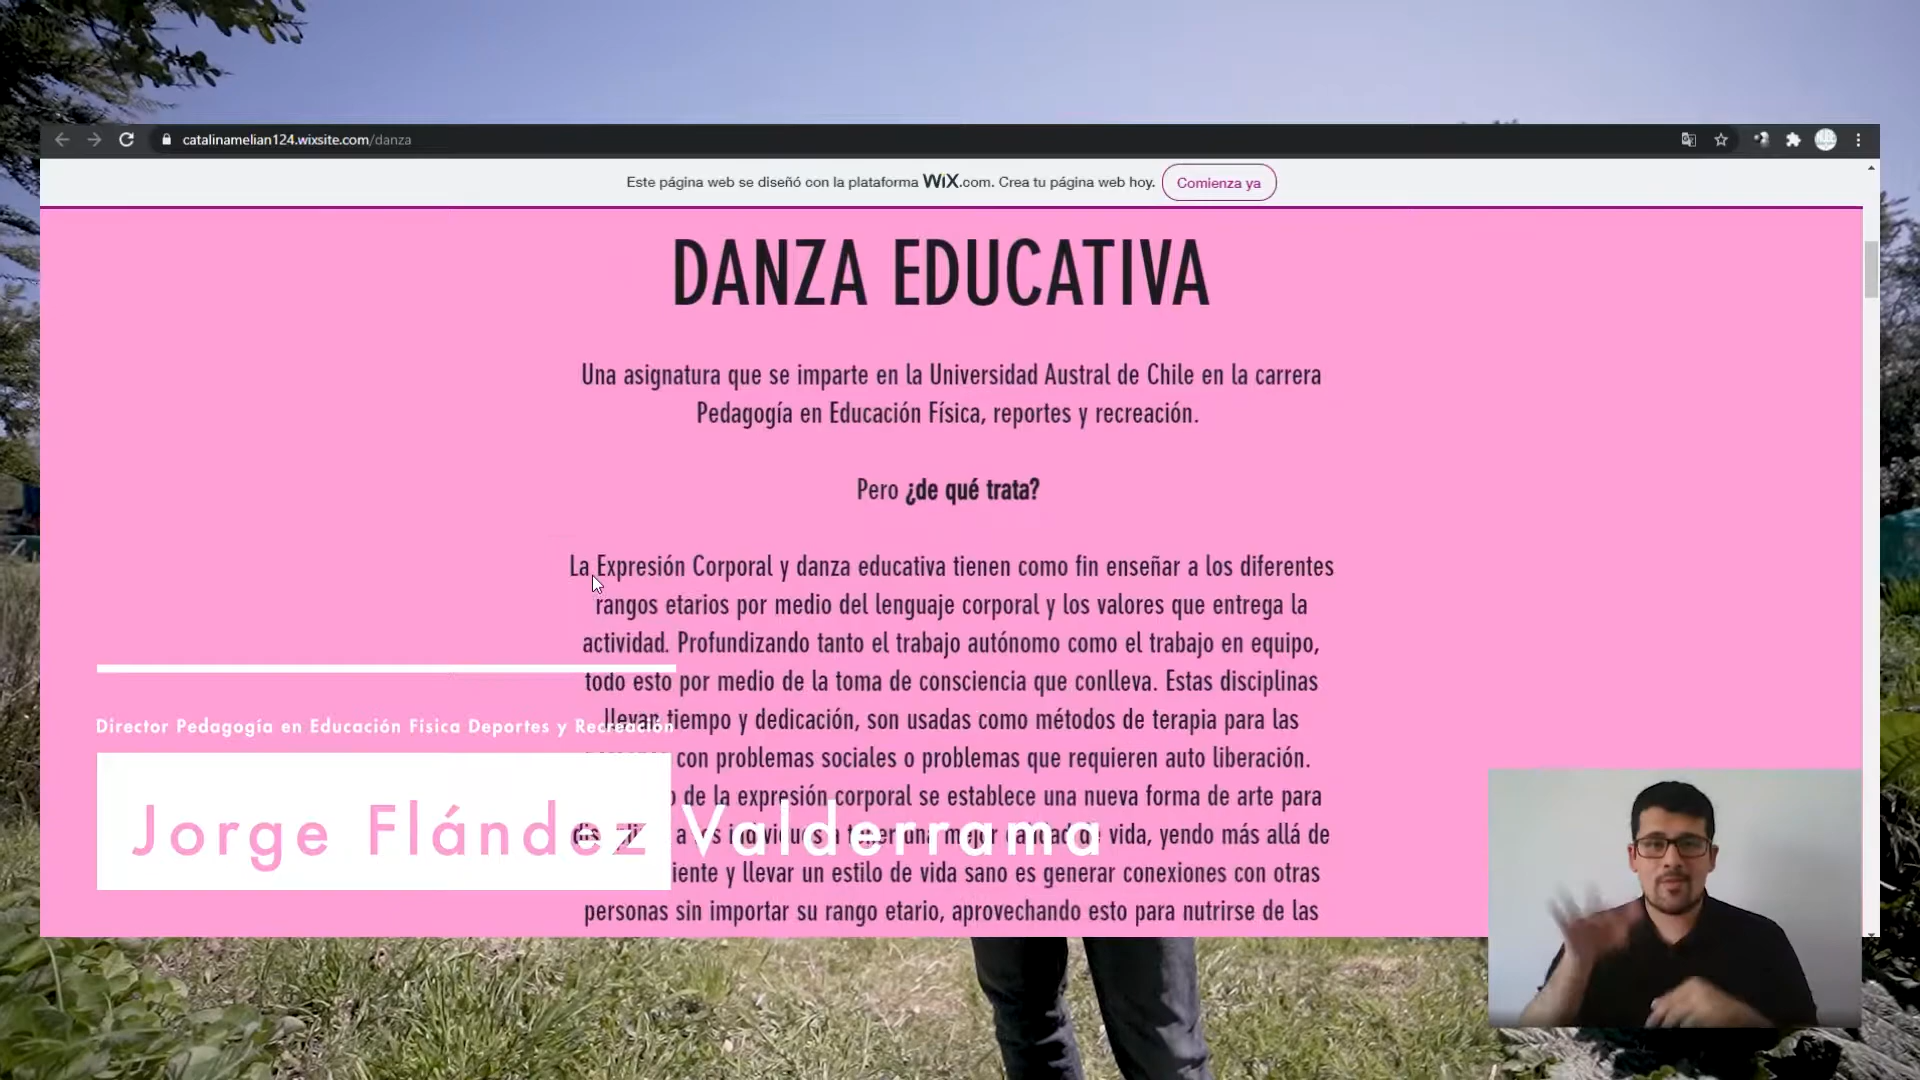 catalinamelian124.wixsite.com/danza
Este página web se diseñó con la plataforma WiX.com. Crea tu página web hoy. Comienza ya
DANZA EDUCATIVA
Una asignatura que se imparte en la Universidad Austral de Chile en la carrera
Pedagogía en Educación Física, reportes y recreación.
Pero ¿de qué trata?
La Expresión Corporal y danza educativa tienen como fin enseñar a los diferentes
rangos etarios por medio del lenguaje corporal y los valores que entrega la
actividad. Profundizando tanto el trabajo autónomo como el trabajo en equipo,
todo esto por medio de la toma de consciencia que conlleva. Estas disciplinas
llevan tiempo y dedicación, son usadas como métodos de terapia para las
con problemas sociales o problemas que requieren auto liberación.
de la expresión corporal se establece una nueva forma de arte para
a los individuos a tener una mejor calidad de vida, yendo más allá de
y llevar un estilo de vida sano es generar conexiones con otras
personas sin importar su rango etario, aprovechando esto para nutrirse de las
Director Pedagogía en Educación Física Deportes y Recreación
Jorge Flández Valderrama